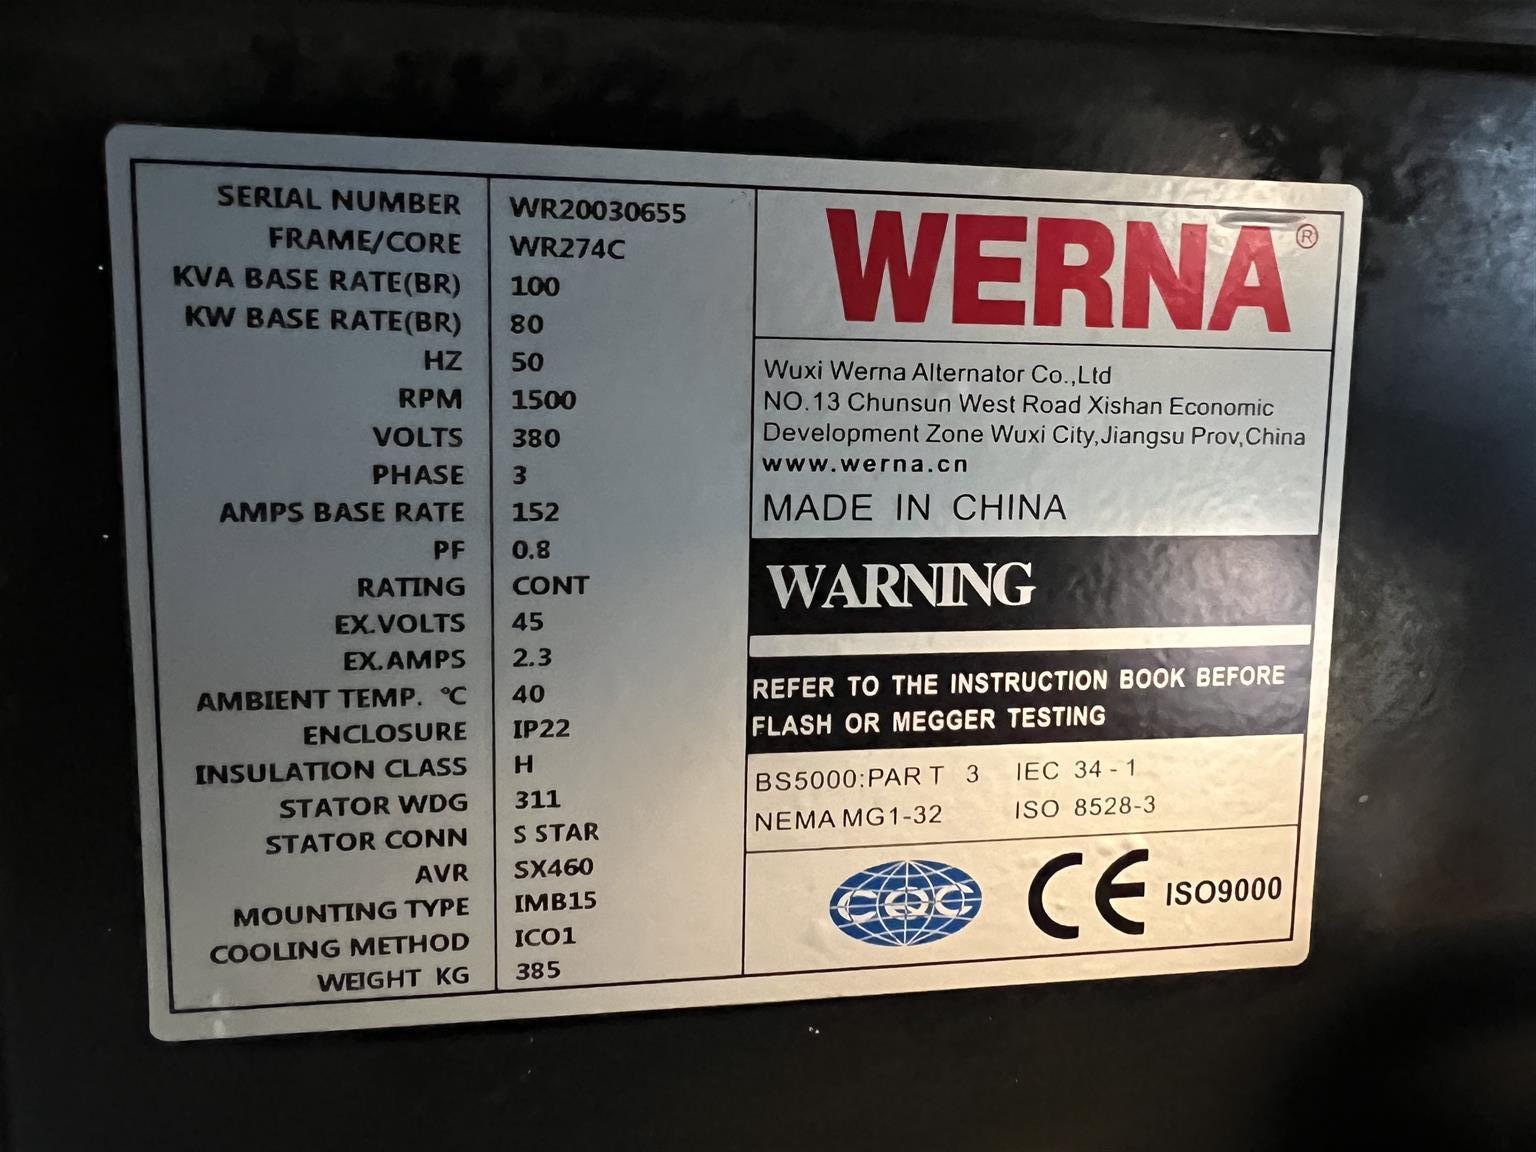 SERIAL NUMBER WR20030655
FRAME/CORE WR274C
KVA BASE RATE(BR) 100
KW BASE RATE(BR) 80
HZ 50
RPM 1500
VOLTS 380
PHASE 3
AMPS BASE RATE 152
PF 0.8
RATING CONT
EX.VOLTS 45
EX.AMPS 2.3
AMBIENT TEMP. ℃ 40
ENCLOSURE IP22
INSULATION CLASS H
STATOR WDG 311
STATOR CONN S STAR
AVR SX460
MOUNTING TYPE IMB15
COOLING METHOD ICO1
WEIGHT KG 385
WERNA®
Wuxi Werna Alternator Co.,Ltd
NO.13 Chunsun West Road Xishan Economic
Development Zone Wuxi City,Jiangsu Prov,China
www.werna.cn
MADE IN CHINA
WARNING
REFER TO THE INSTRUCTION BOOK BEFORE
FLASH OR MEGGER TESTING
BS5000:PART 3 IEC 34-1
NEMA MG1-32 ISO 8528-3
CQC CE ISO9000